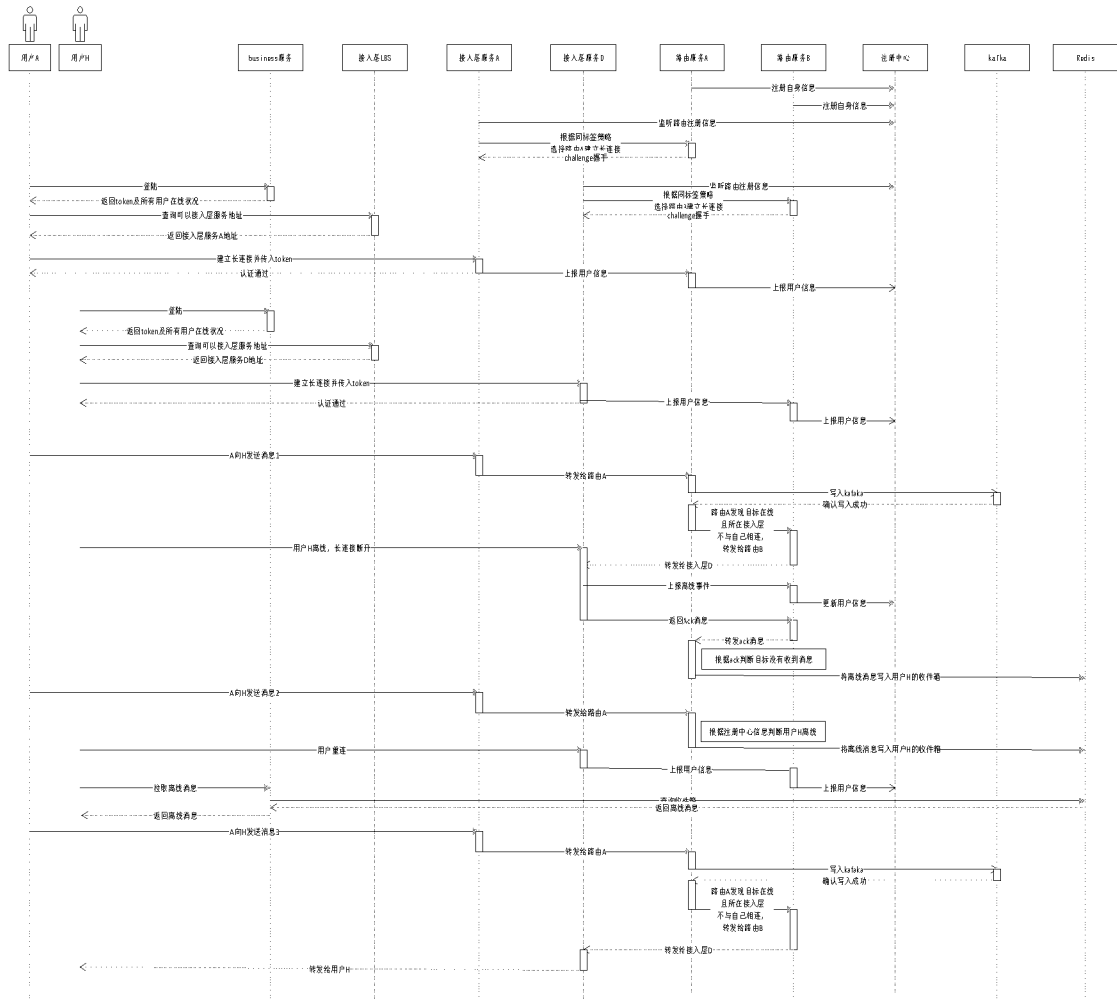 用户A
用户H
business服务
接入层LBS
接入层服务A
接入层服务D
路由服务A
路由服务B
注册中心
kafka
Redis
注册自身信息
注册自身信息
监听路由注册信息
根据同标签策略
选择路由A建立长连接
challenge握手
登陆
监听路由注册信息
返回token及所有用户在线状况
根据同标签策略
选择路由B建立长连接
查询可以接入层服务地址
challenge握手
返回接入层服务A地址
建立长连接并传入token
认证通过
上报用户信息
上报用户信息
登陆
返回token及所有用户在线状况
查询可以接入层服务地址
返回接入层服务D地址
建立长连接并传入token
认证通过
上报用户信息
上报用户信息
A向H发送消息1
转发给路由A
写入kafaka
确认写入成功
路由A发现目标在线
且所在接入层
不与自己相连,
转发给路由B
用户H离线, 长连接断开
转发给接入层D
上报离线事件
更新用户信息
返回Ack消息
转发ack消息
根据ack判断目标没有收到消息
将离线消息写入用户H的收件箱
A向H发送消息2
转发给路由A
根据注册中心信息判断用户H离线
用户重连
将离线消息写入用户H的收件箱
上报用户信息
拉取离线消息
上报用户信息
查询收件箱
返回离线消息
返回离线消息
A向H发送消息3
转发给路由A
写入kafaka
确认写入成功
路由A发现目标在线
且所在接入层
不与自己相连,
转发给路由B
转发给接入层D
转发给用户H